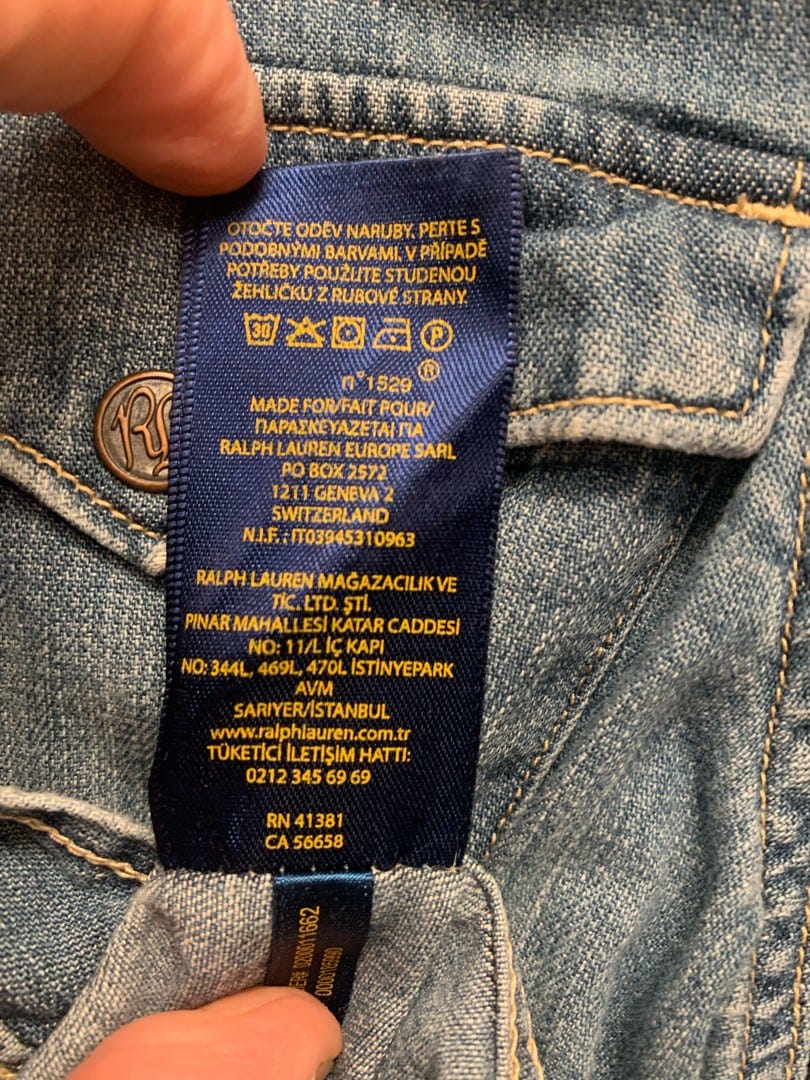 OTOČTE ODĚV NARUBY. PERTE S
PODOBNÝMI BARVAMI. V PŘÍPADĚ
POTŘEBY POUŽIJTE STUDENOU
ŽEHLIČKU Z RUBOVÉ STRANY.
30 P
n°1529 ®
MADE FOR/FAIT POUR/
ΠΑΡΑΣΚΕΥΑΖΕΤΑΙ ΓΙΑ
RALPH LAUREN EUROPE SARL
PO BOX 2572
1211 GENEVA 2
SWITZERLAND
N.I.F.: IT03945310963
RALPH LAUREN MAĞAZACILIK VE
TİC. LTD. ŞTİ.
PINAR MAHALLESİ KATAR CADDESİ
NO: 11/L İÇ KAPI
NO: 344L, 469L, 470L İSTİNYEPARK
AVM
SARIYER/İSTANBUL
www.ralphlauren.com.tr
TÜKETİCİ İLETİŞİM HATTI:
0212 345 69 69
RN 41381
CA 56658
0200011662